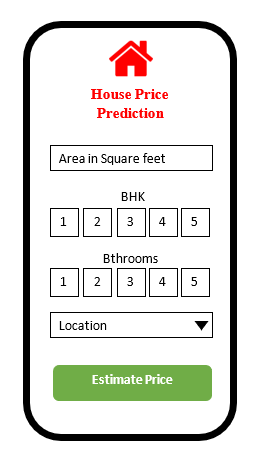 House Price
Prediction
Area in Square feet
BHK
1 2 3 4 5
Bthrooms
1 2 3 4 5
Location
Estimate Price